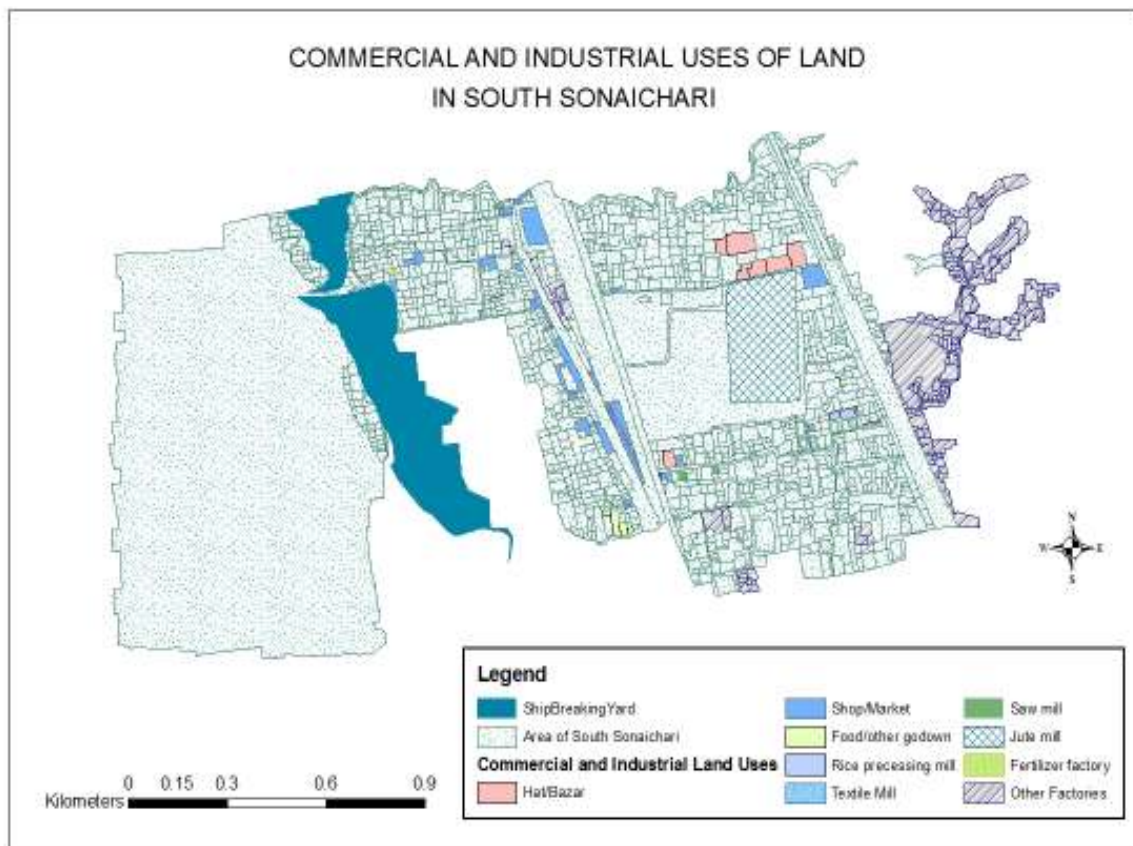 COMMERCIAL AND INDUSTRIAL USES OF LAND
IN SOUTH SONAICHARI
N
W E
S
Legend
ShipBreakingYard
Area of South Sonaichari
Commercial and Industrial Land Uses
Hat/Bazar
Shop/Market
Food/other godown
Rice precessing mill
Textile Mill
Saw mill
Jute mill
Fertilizer factory
Other Factories
0 0.15 0.3 0.6 0.9
Kilometers